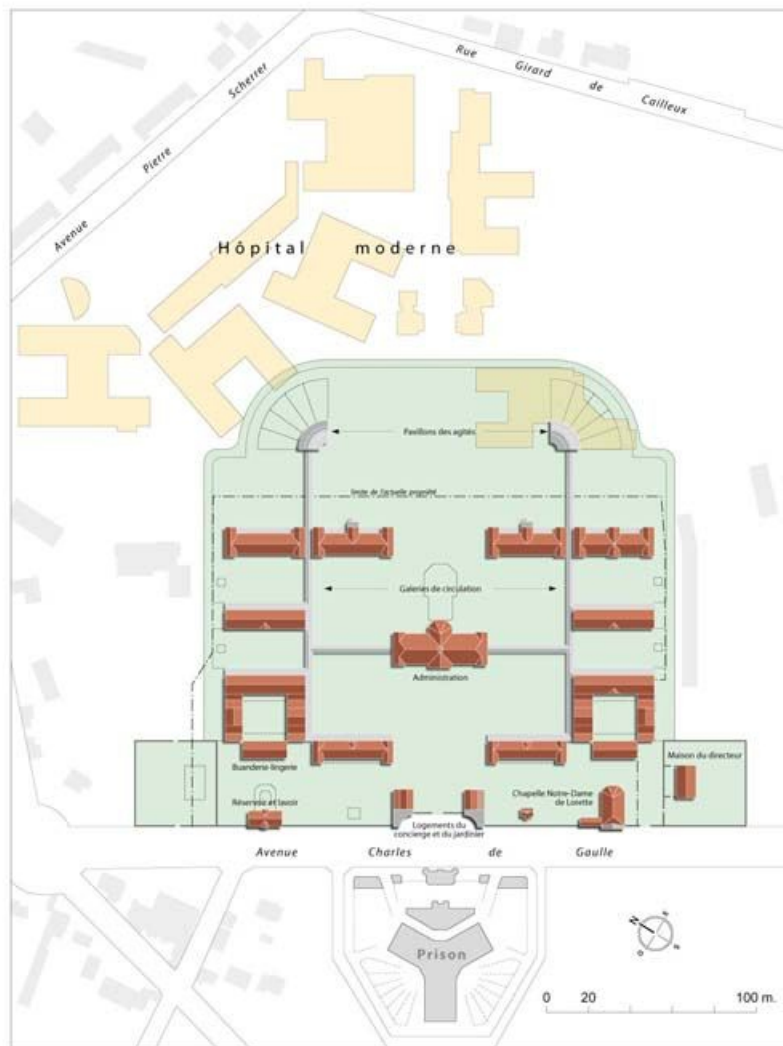 Rue Girard de Cailleux
Avenue Pierre Scherrer
Hôpital moderne
Pavillons des agités
limite de l'actuelle propriété
Galeries de circulation
Administration
Buanderie-lingerie
Maison du directeur
Réservoir et lavoir
Chapelle Notre-Dame
de Lorette
Logements du
concierge et du jardinier
Avenue Charles de Gaulle
Prison
N
E
S
O
0 20 100 m.